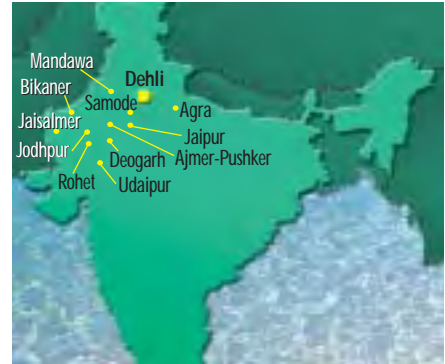 Mandawa
Dehli
Bikaner
Samode
Agra
Jaisalmer
Jaipur
Jodhpur
Ajmer-Pushker
Deogarh
Rohet
Udaipur